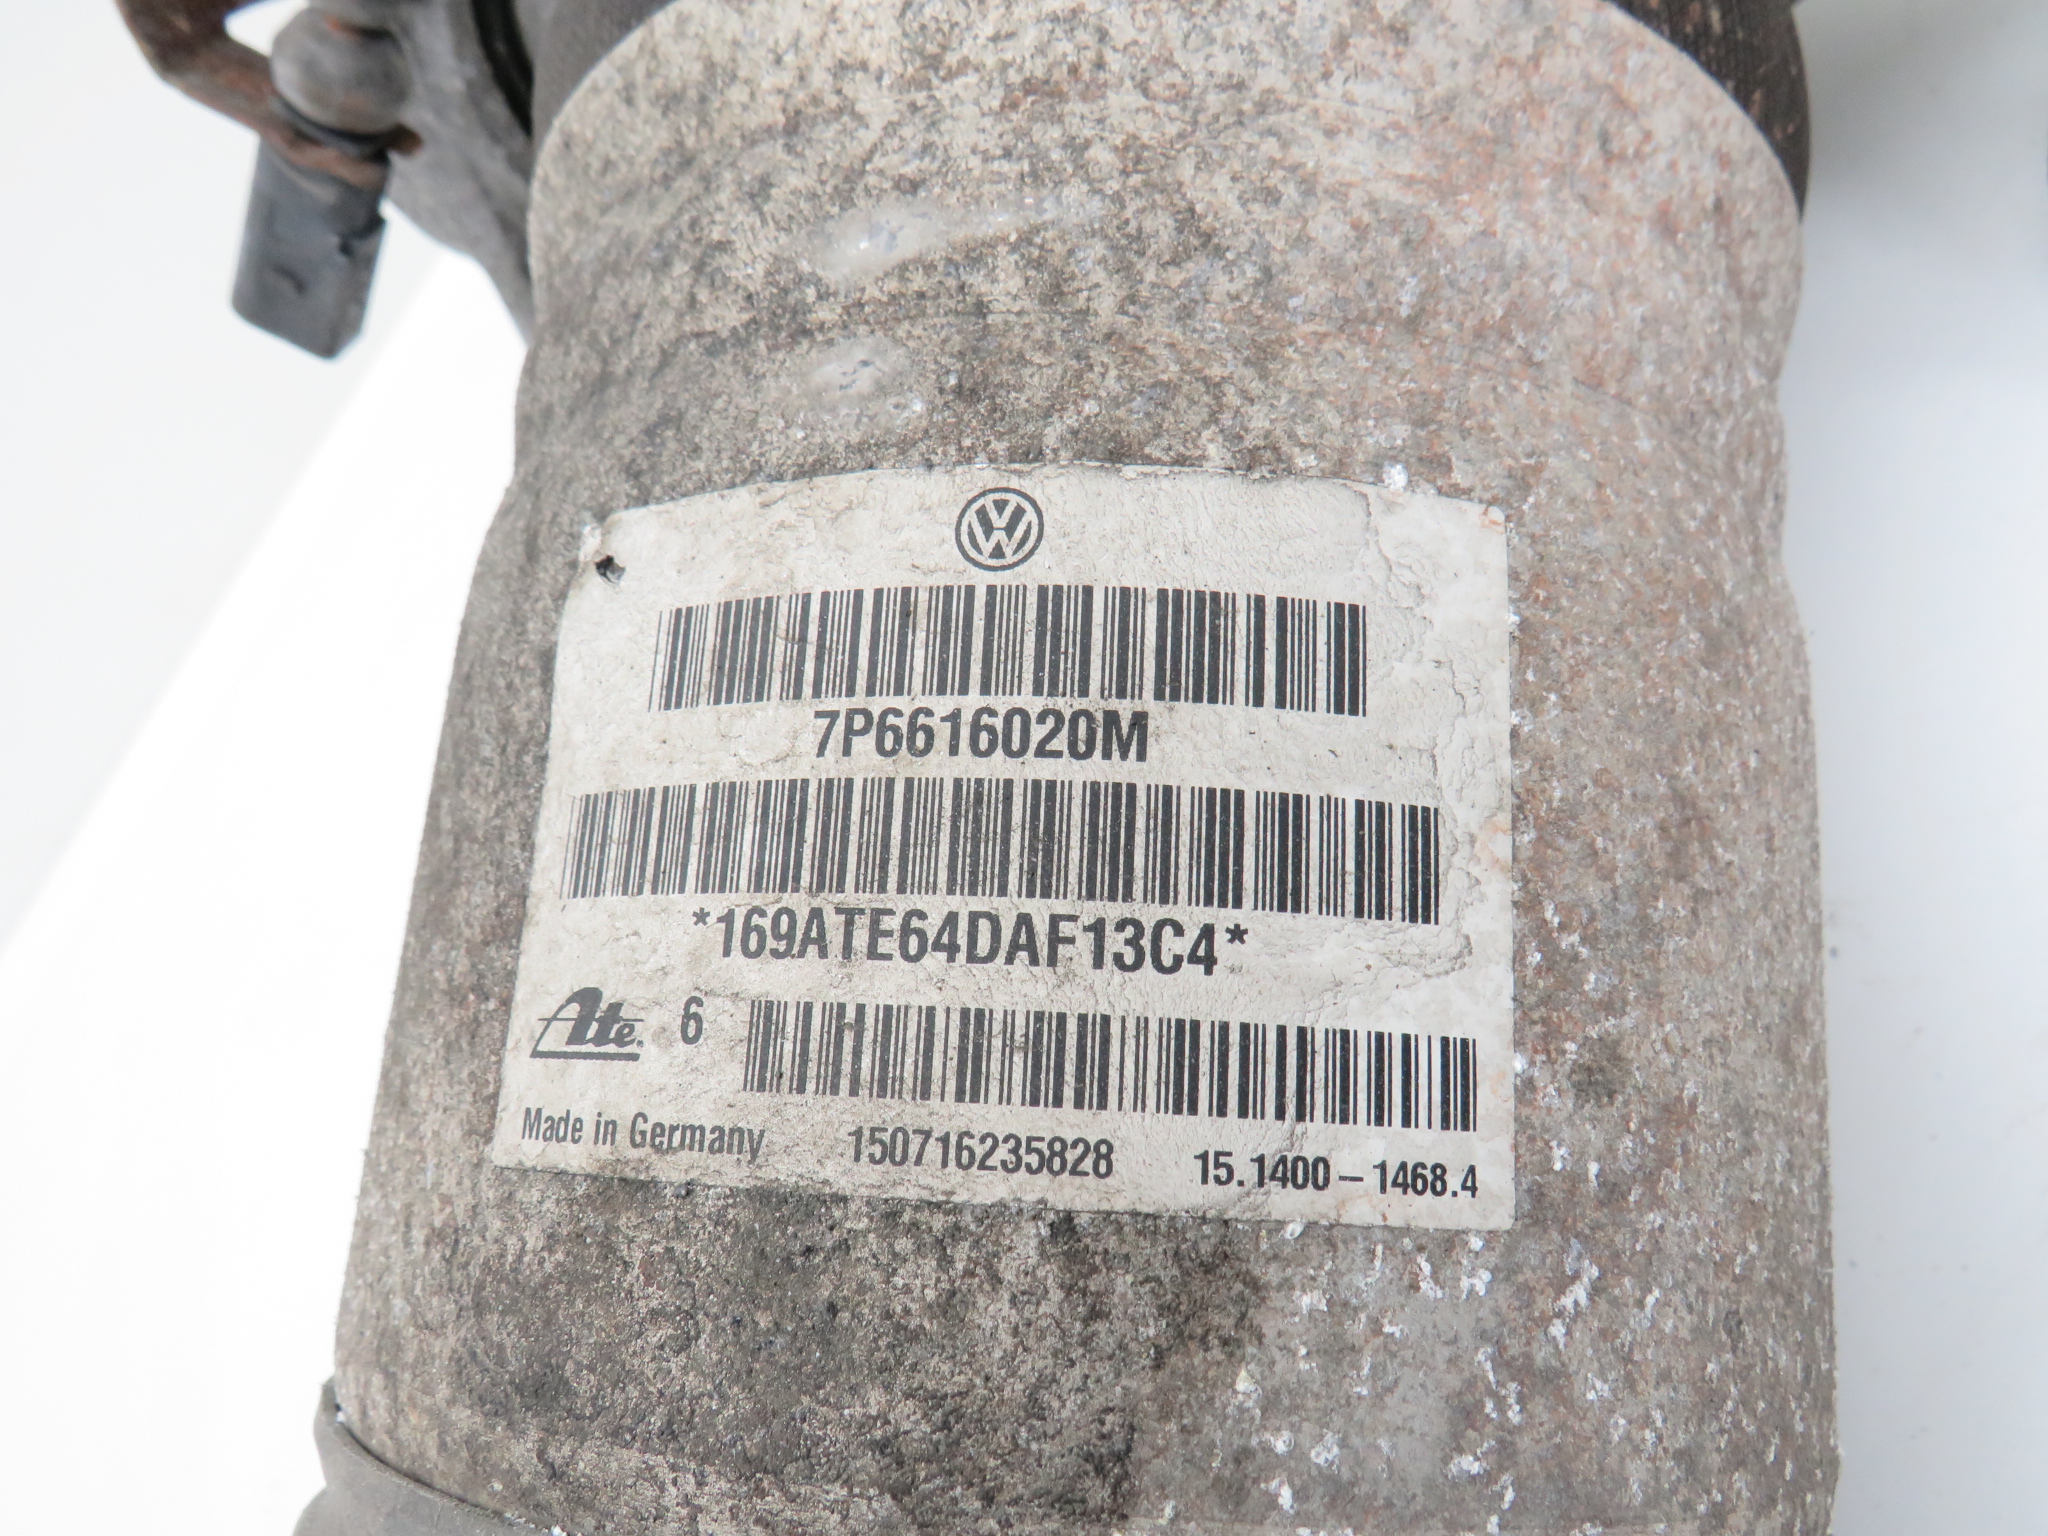 7P6616020M
*169ATE64DAF13C4*
Ate 6
Made in Germany 150716235828 15.1400-1468.4